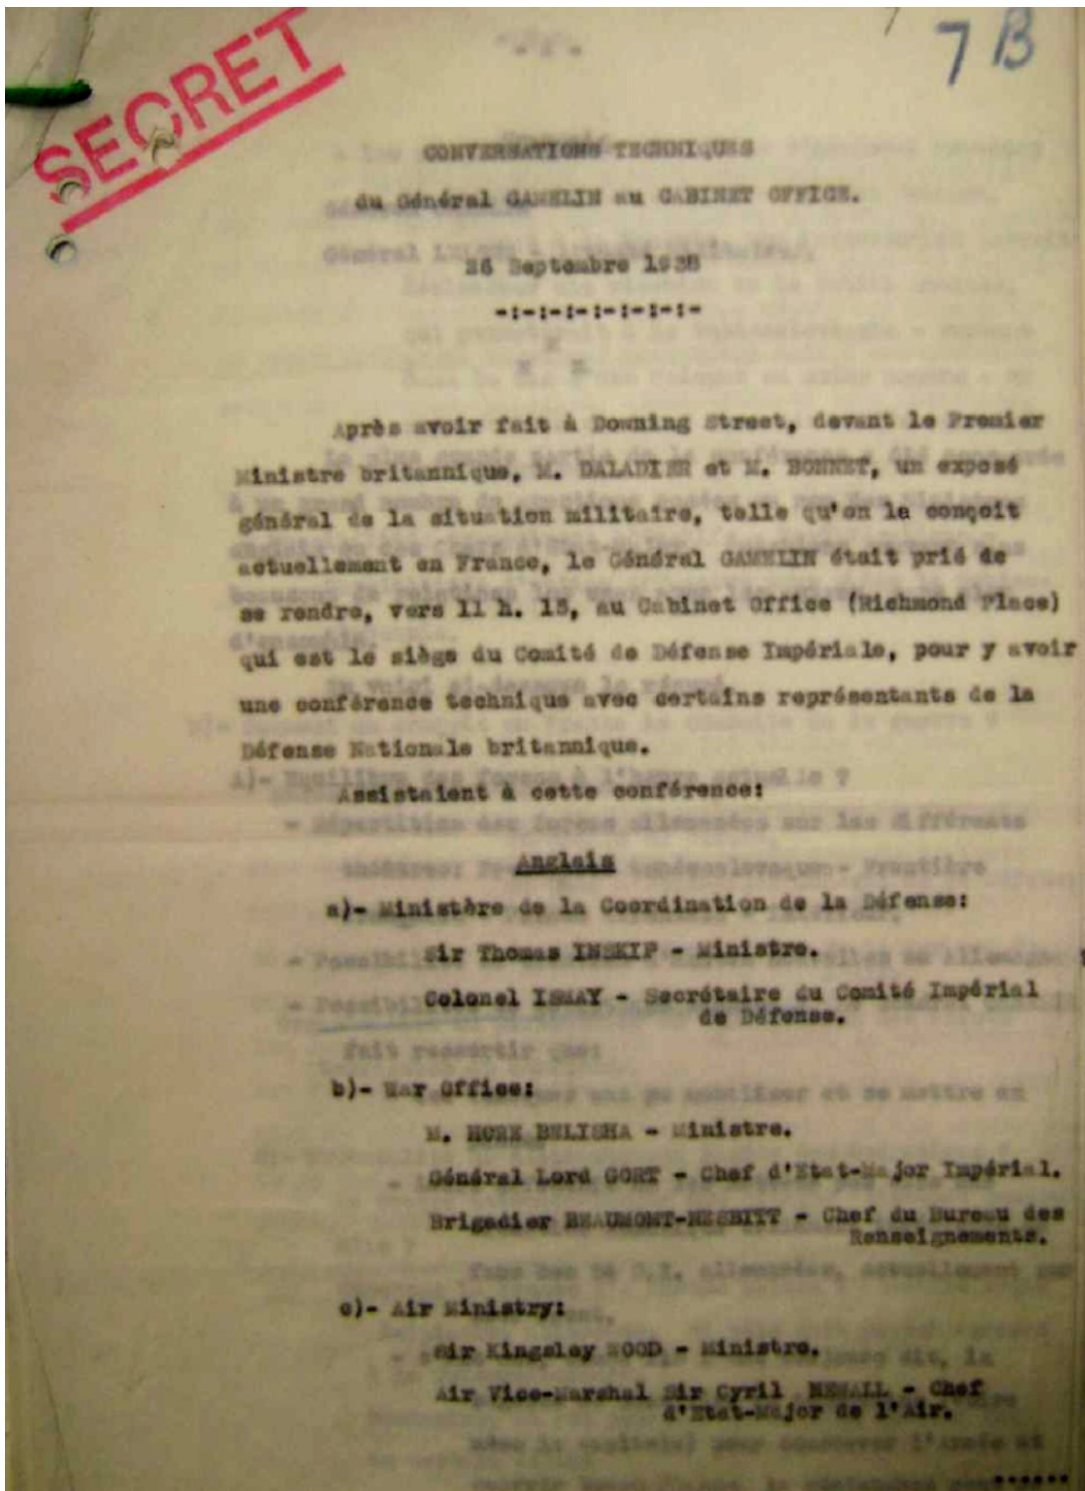 7 B
SECRET
CONVERSATIONS TECHNIQUES
du Général GAMELIN au CABINET OFFICE.
26 Septembre 1938
-:-:-:-:-:-:-:-
x
x x
Après avoir fait à Downing Street, devant le Premier
Ministre britannique, M. DALADIER et M. BONNET, un exposé
général de la situation militaire, telle qu'on la conçoit
actuellement en France, le Général GAMELIN était prié de
se rendre, vers 11 h. 15, au Cabinet Office (Richmond Place)
qui est le siège du Comité de Défense Impériale, pour y avoir
une conférence technique avec certains représentants de la
Défense Nationale britannique.
Assistaient à cette conférence:
Anglais
a)- Ministère de la Coordination de la Défense:
Sir Thomas INSKIP - Ministre.
Colonel ISMAY - Secrétaire du Comité Impérial
de Défense.
b)- War Office:
M. HORE BELISHA - Ministre.
Général Lord GORT - Chef d'Etat-Major Impérial.
Brigadier BEAUMONT-NESBITT - Chef du Bureau des
Renseignements.
c)- Air Ministry:
Sir Kingsley WOOD - Ministre.
Air Vice-Marshal Sir Cyril NEWALL - Chef
d'Etat-Major de l'Air.
......